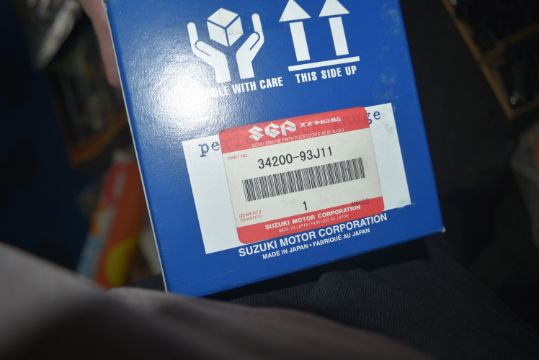 HANDLE WITH CARE
THIS SIDE UP
SGP スズキ純正部品
PART NO.
34200-93J11
QUANTITY
1
SUZUKI MOTOR CORPORATION
SUZUKI MOTOR CORPORATION
MADE IN JAPAN • FABRIQUÉ AU JAPAN